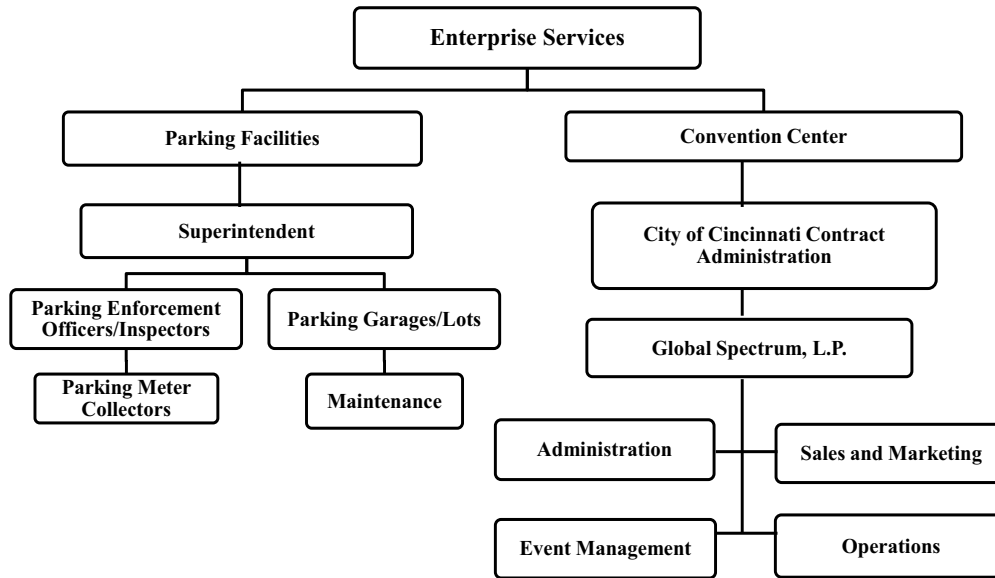 Enterprise Services
Parking Facilities
Convention Center
Superintendent
City of Cincinnati Contract
Administration
Parking Enforcement
Officers/Inspectors
Parking Garages/Lots
Global Spectrum, L.P.
Parking Meter
Collectors
Maintenance
Administration
Sales and Marketing
Event Management
Operations